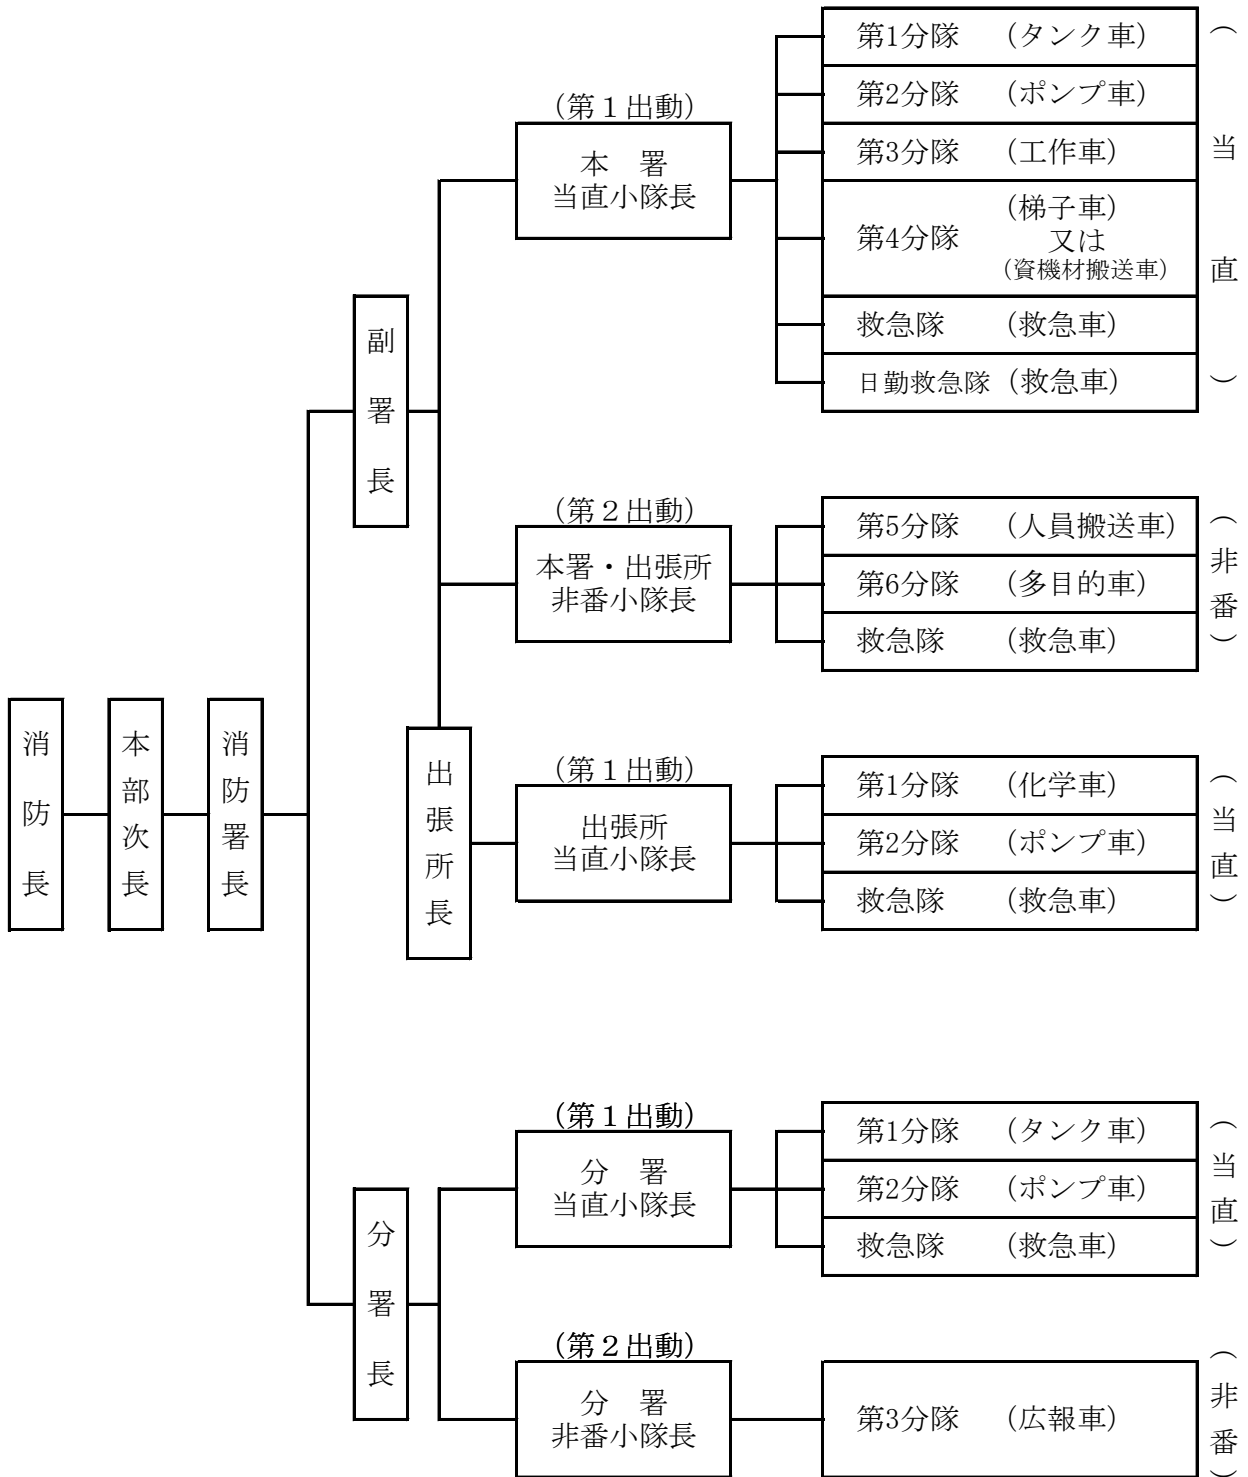 (第１出動)
本　署
当直小隊長
第1分隊　(タンク車)
第2分隊　(ポンプ車)
第3分隊　(工作車)
第4分隊　(梯子車)
又は
(資機材搬送車)
救急隊　(救急車)
日勤救急隊 (救急車)
(当直)
副署長
(第２出動)
本署・出張所
非番小隊長
第5分隊　(人員搬送車)
第6分隊　(多目的車)
救急隊　(救急車)
(非番)
消防長
本部次長
消防署長
出張所長
(第１出動)
出張所
当直小隊長
第1分隊　(化学車)
第2分隊　(ポンプ車)
救急隊　(救急車)
(当直)
分署長
(第１出動)
分　署
当直小隊長
第1分隊　(タンク車)
第2分隊　(ポンプ車)
救急隊　(救急車)
(当直)
(第２出動)
分　署
非番小隊長
第3分隊　(広報車)
(非番)